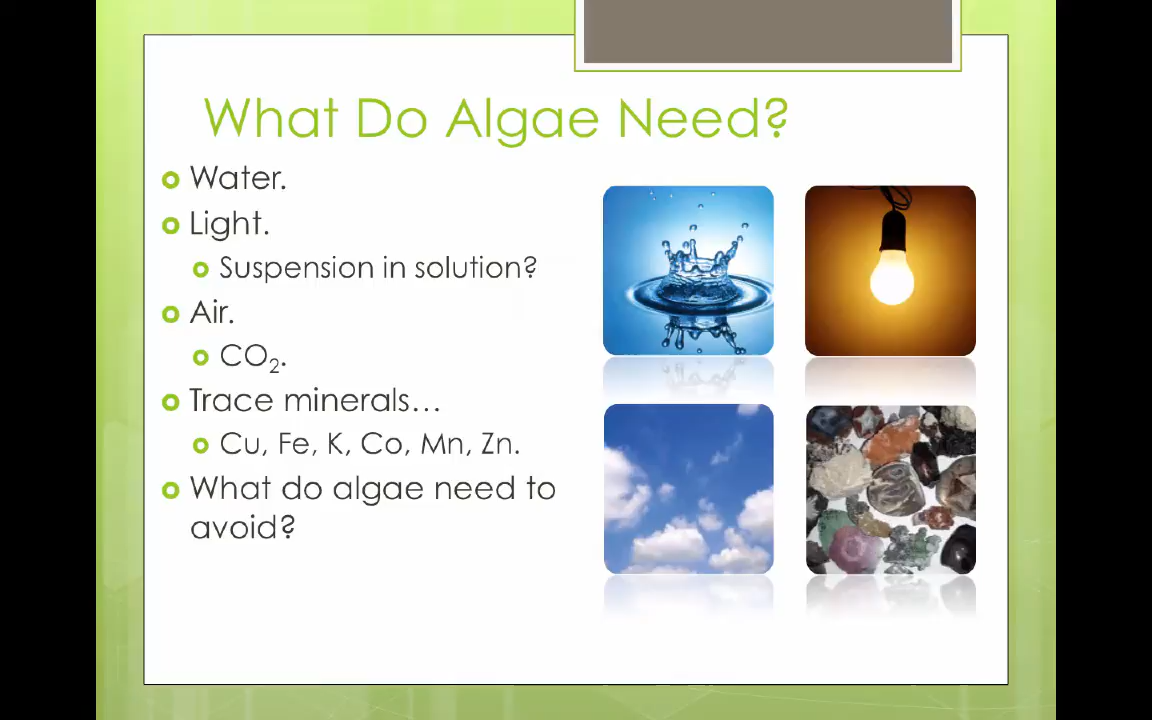 What Do Algae Need?
Water.
Light.
Suspension in solution?
Air.
CO₂.
Trace minerals…
Cu, Fe, K, Co, Mn, Zn.
What do algae need to
avoid?